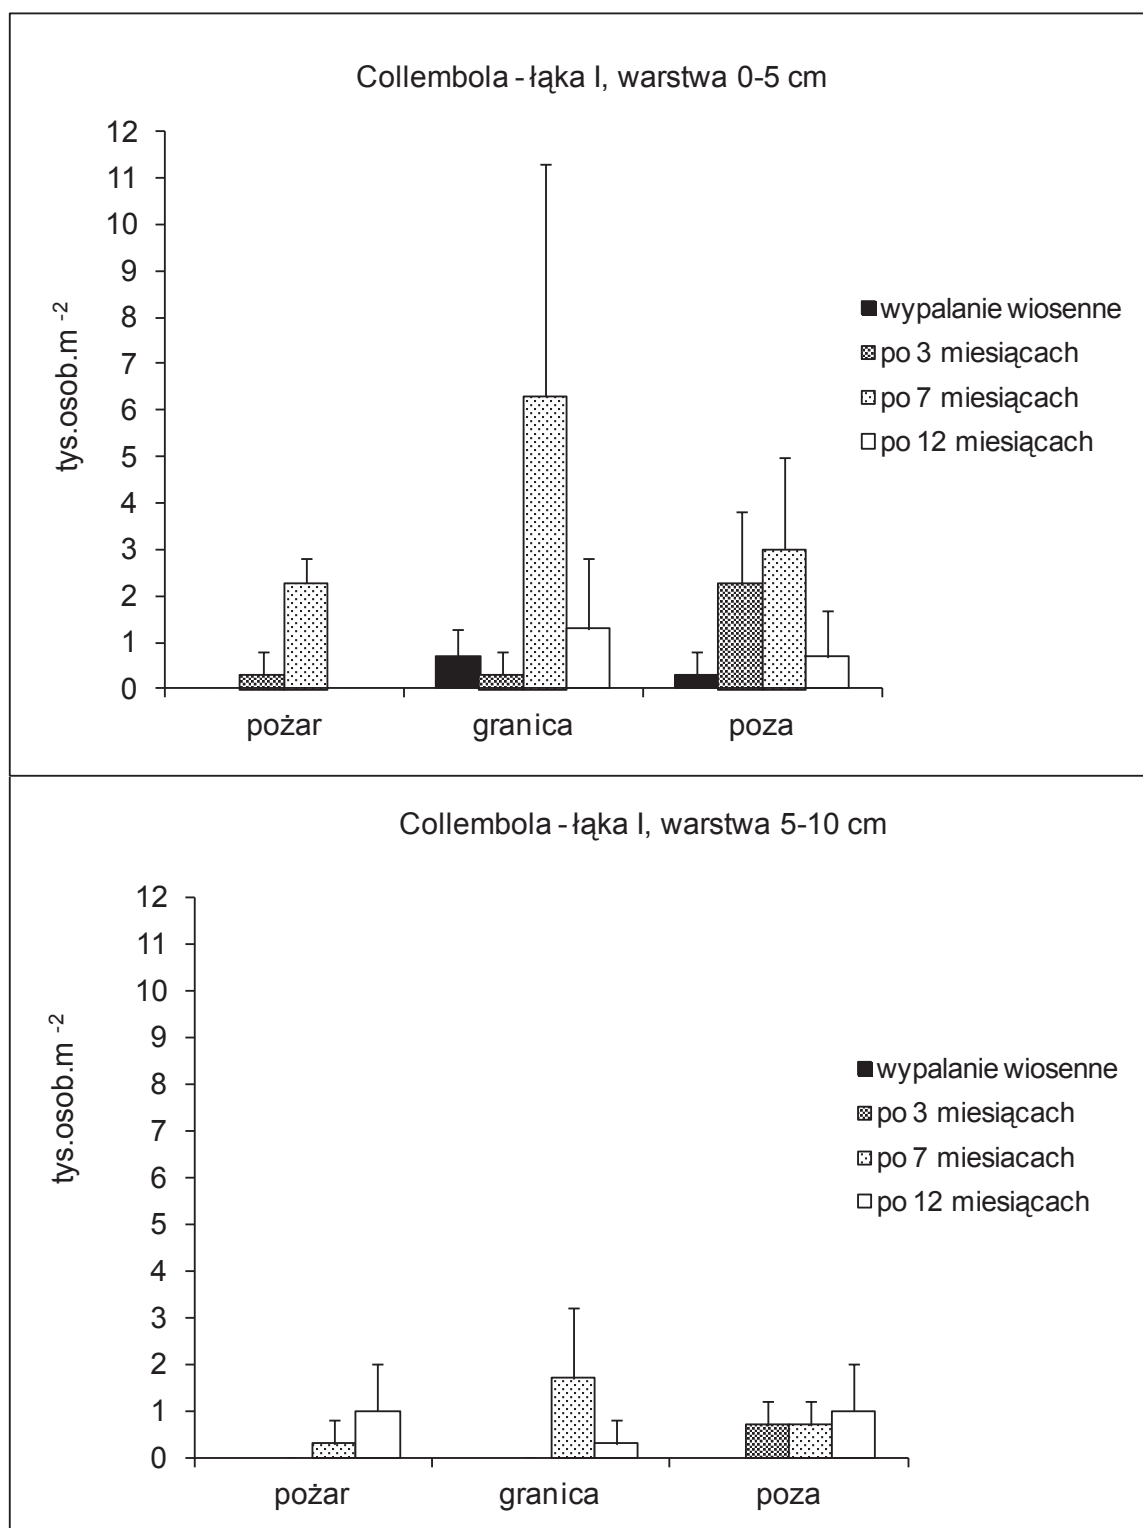 Collembola - łąka I, warstwa 0-5 cm
12
11
10
9
8
7
6
5
4
3
2
1
0
tys.osob.m -2
pożar granica poza
wypalanie wiosenne
po 3 miesiącach
po 7 miesiącach
po 12 miesiącach
Collembola - łąka I, warstwa 5-10 cm
12
11
10
9
8
7
6
5
4
3
2
1
0
tys.osob.m -2
pożar granica poza
wypalanie wiosenne
po 3 miesiącach
po 7 miesiacach
po 12 miesiącach